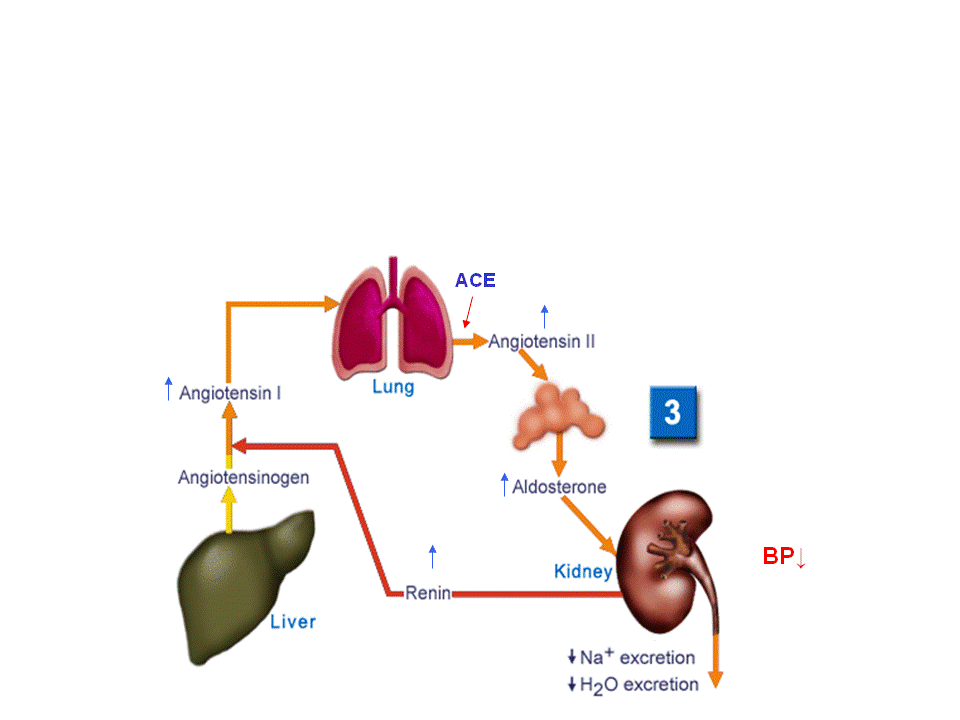 ACE
↑
Angiotensin II
Lung
↑ Angiotensin I
3
Angiotensinogen
↑ Aldosterone
↑
BP↓
Kidney
Renin
Liver
↓ Na⁺ excretion
↓ H₂O excretion